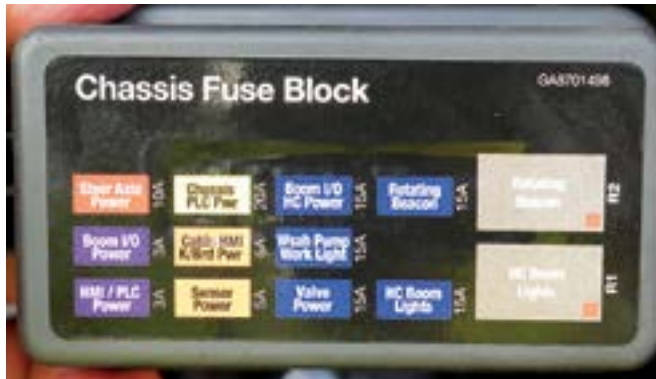 Chassis Fuse Block
GA8701498
Steer Axle
Power
10A
Chassis
PLC Pwr
20A
Boom I/O
HC Power
15A
Rotating
Beacon
15A
Rotating
Beacon
R2
Boom I/O
Power
3A
Cab HMI
K/Brd Pwr
Wsah Pump
Work Light
15A
HMI / PLC
Power
3A
Sensor
Power
5A
Valve
Power
15A
HC Boom
Lights
15A
HC Boom
Lights
R1